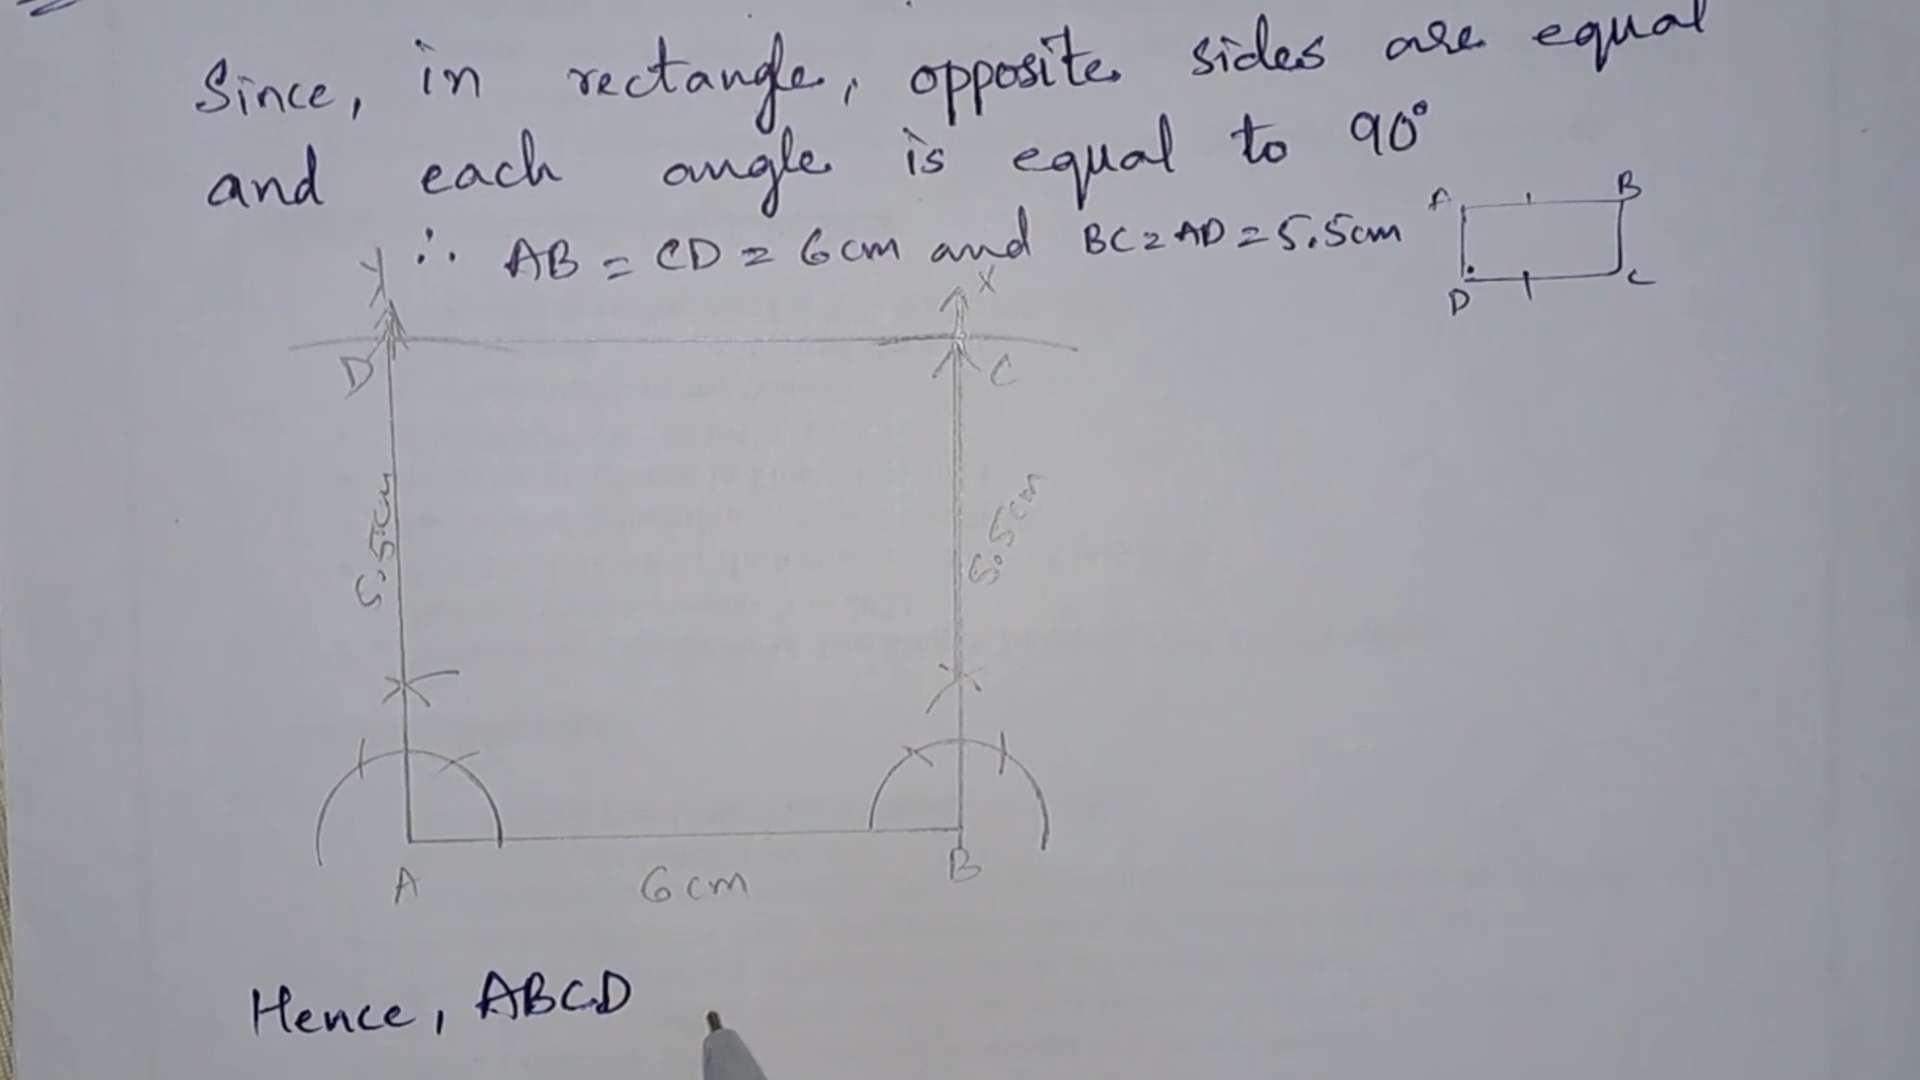 Since, in rectangle, opposite sides are equal
and each angle is equal to 90°
∴ AB = CD = 6cm and BC = AD = 5.5cm
A B
D C
Y X
D C
5.5cm 5.5cm
A 6cm B
Hence, ABCD